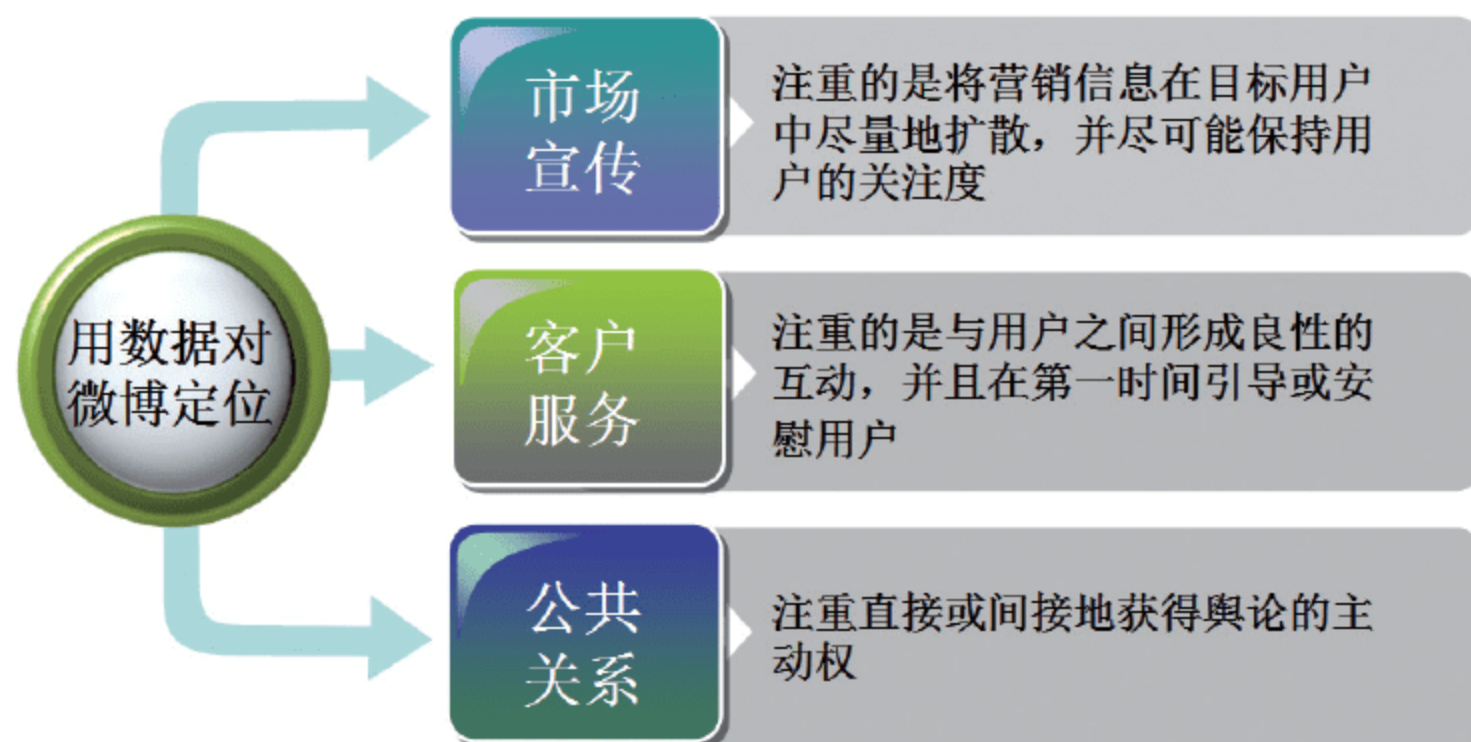 用数据对
微博定位
市场
宣传
注重的是将营销信息在目标用户
中尽量地扩散，并尽可能保持用
户的关注度
客户
服务
注重的是与用户之间形成良性的
互动，并且在第一时间引导或安
慰用户
公共
关系
注重直接或间接地获得舆论的主
动权